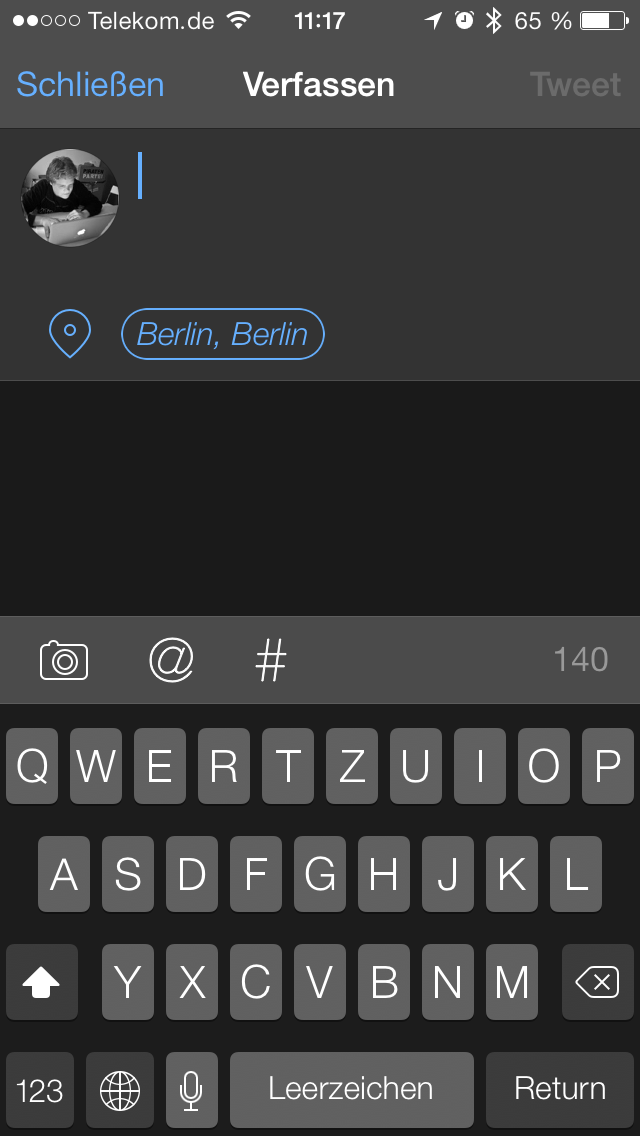 Telekom.de 11:17 65 %
Schließen Verfassen Tweet
Berlin, Berlin
@ # 140
Q W E R T Z U I O P
A S D F G H J K L
Y X C V B N M
123 Leerzeichen Return